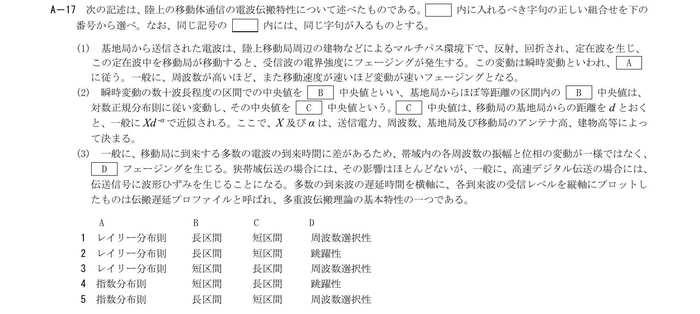 A-17 次の記述は、陸上の移動体通信の電波伝搬特性について述べたものである。 内に入れるべき字句の正しい組合せを下の
番号から選べ。なお、同じ記号の 内には、同じ字句が入るものとする。
(1) 基地局から送信された電波は、陸上移動局周辺の建物などによるマルチパス環境下で、反射、回折され、定在波を生じ、
この定在波中を移動局が移動すると、受信波の電界強度にフェージングが発生する。この変動は瞬時変動といわれ、 A
に従う。一般に、周波数が高いほど、また移動速度が速いほど変動が速いフェージングとなる。
(2) 瞬時変動の数十波長程度の区間での中央値を B 中央値といい、基地局からほぼ等距離の区間内の B 中央値は、
対数正規分布則に従い変動し、その中央値を C 中央値という。 C 中央値は、移動局の基地局からの距離を d とおく
と、一般に Xd⁻ᵅ で近似される。ここで、X 及び α は、送信電力、周波数、基地局及び移動局のアンテナ高、建物高等によっ
て決まる。
(3) 一般に、移動局に到来する多数の電波の到来時間に差があるため、帯域内の各周波数の振幅と位相の変動が一様ではなく、
D フェージングを生じる。狭帯域伝送の場合には、その影響はほとんどないが、一般に、高速デジタル伝送の場合には、
伝送信号に波形ひずみを生じることになる。多数の到来波の遅延時間を横軸に、各到来波の受信レベルを縦軸にプロットし
たものは伝搬遅延プロファイルと呼ばれ、多重波伝搬理論の基本特性の一つである。
A B C D
1 レイリー分布則 長区間 短区間 周波数選択性
2 レイリー分布則 跳躍性
3 レイリー分布則 短区間 長区間 周波数選択性
4 指数分布則 跳躍性
5 指数分布則 周波数選択性